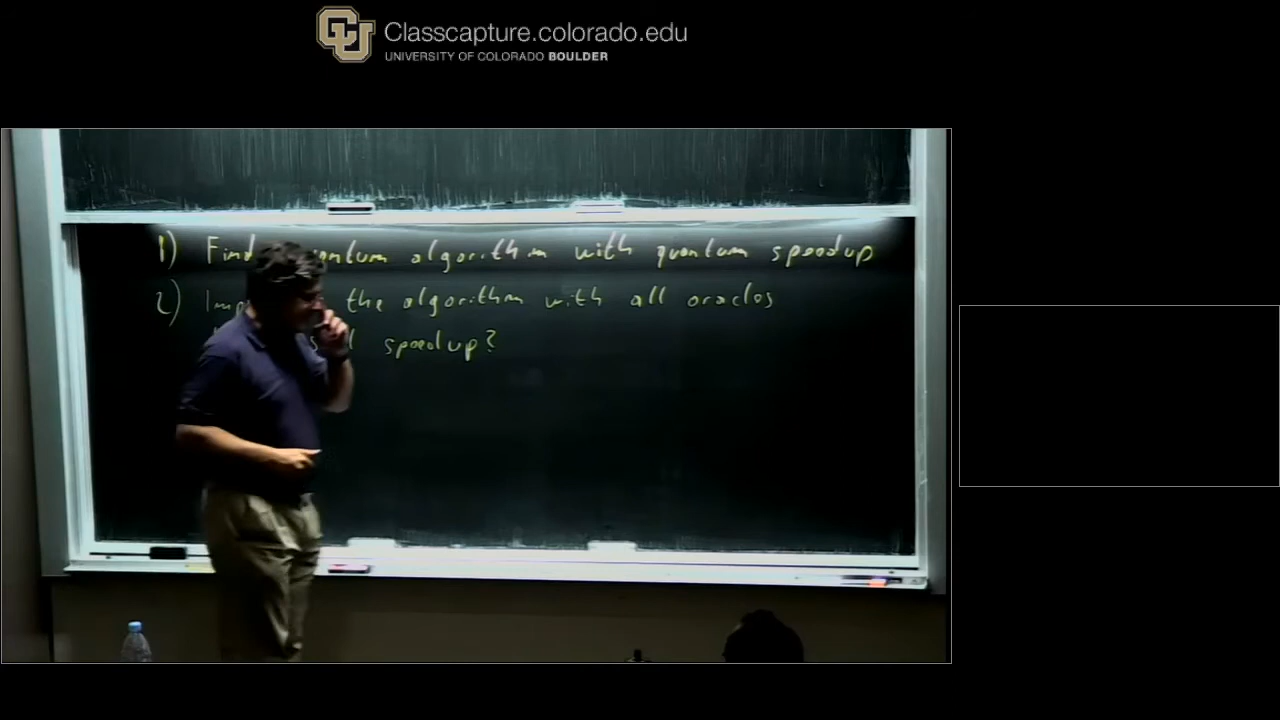 Classcapture.colorado.edu
UNIVERSITY OF COLORADO BOULDER
1) Find algorithm with quantum speedup
2) the algorithm with all oracles
speedup?